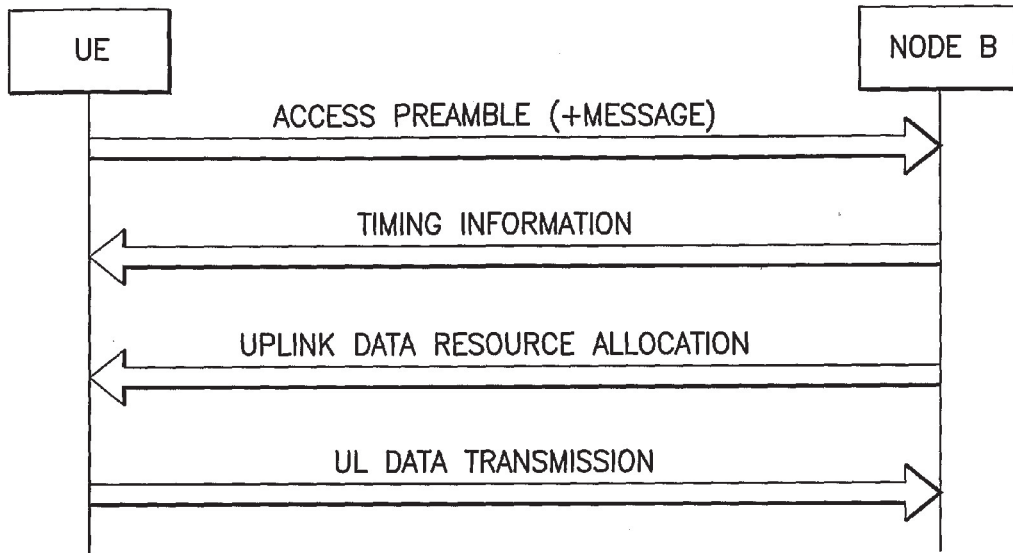 UE
NODE B
ACCESS PREAMBLE (+MESSAGE)
TIMING INFORMATION
UPLINK DATA RESOURCE ALLOCATION
UL DATA TRANSMISSION